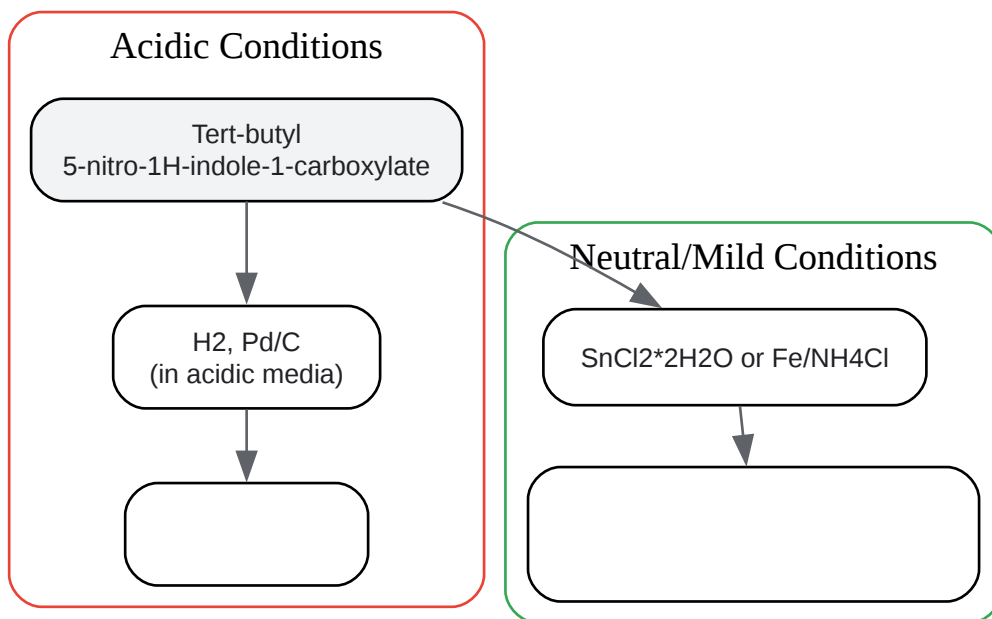 Acidic Conditions
Tert-butyl
5-nitro-1H-indole-1-carboxylate
H2, Pd/C
(in acidic media)
Neutral/Mild Conditions
SnCl2*2H2O or Fe/NH4Cl